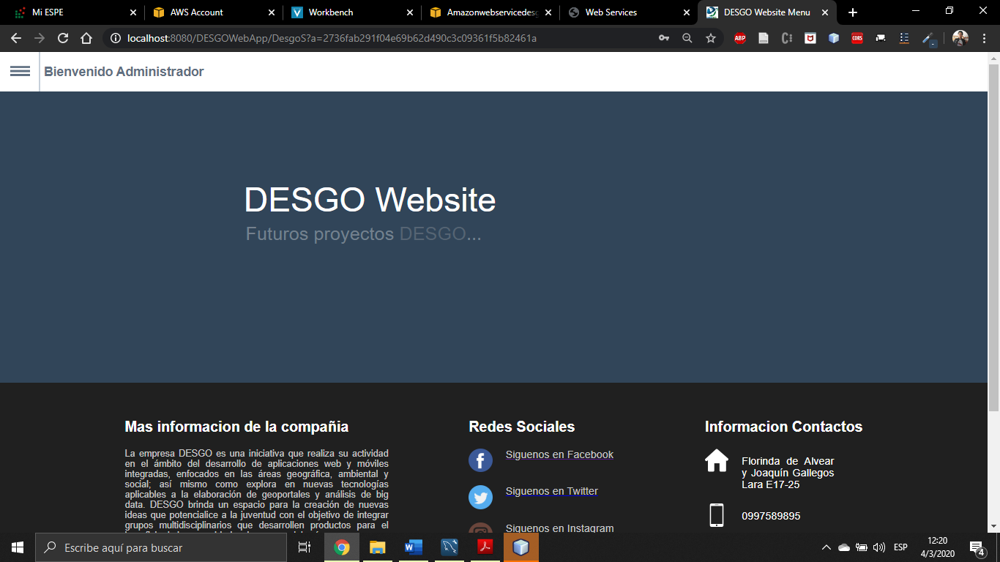 Mi ESPE
AWS Account
Workbench
Amazonwebservicedesg
Web Services
DESGO Website Menu
localhost:8080/DESGOWebApp/DesgoS?a=2736fab291f04e69b62d490c3c09361f5b82461a
ABP
CORS
Bienvenido Administrador
DESGO Website
Futuros proyectos DESGO...
Mas informacion de la compañia
La empresa DESGO es una iniciativa que realiza su actividad
en el ámbito del desarrollo de aplicaciones web y móviles
integradas, enfocados en las áreas geográfica, ambiental y
social; así mismo como explora en nuevas tecnologías
aplicables a la elaboración de geoportales y análisis de big
data. DESGO brinda un espacio para la creación de nuevas
ideas que potencialice a la juventud con el objetivo de integrar
grupos multidisciplinarios que desarrollen productos para el
Redes Sociales
Siguenos en Facebook
Siguenos en Twitter
Siguenos en Instagram
Informacion Contactos
Florinda de Alvear
y Joaquín Gallegos
Lara E17-25
0997589895
Escribe aquí para buscar
ESP
12:20
4/3/2020
4